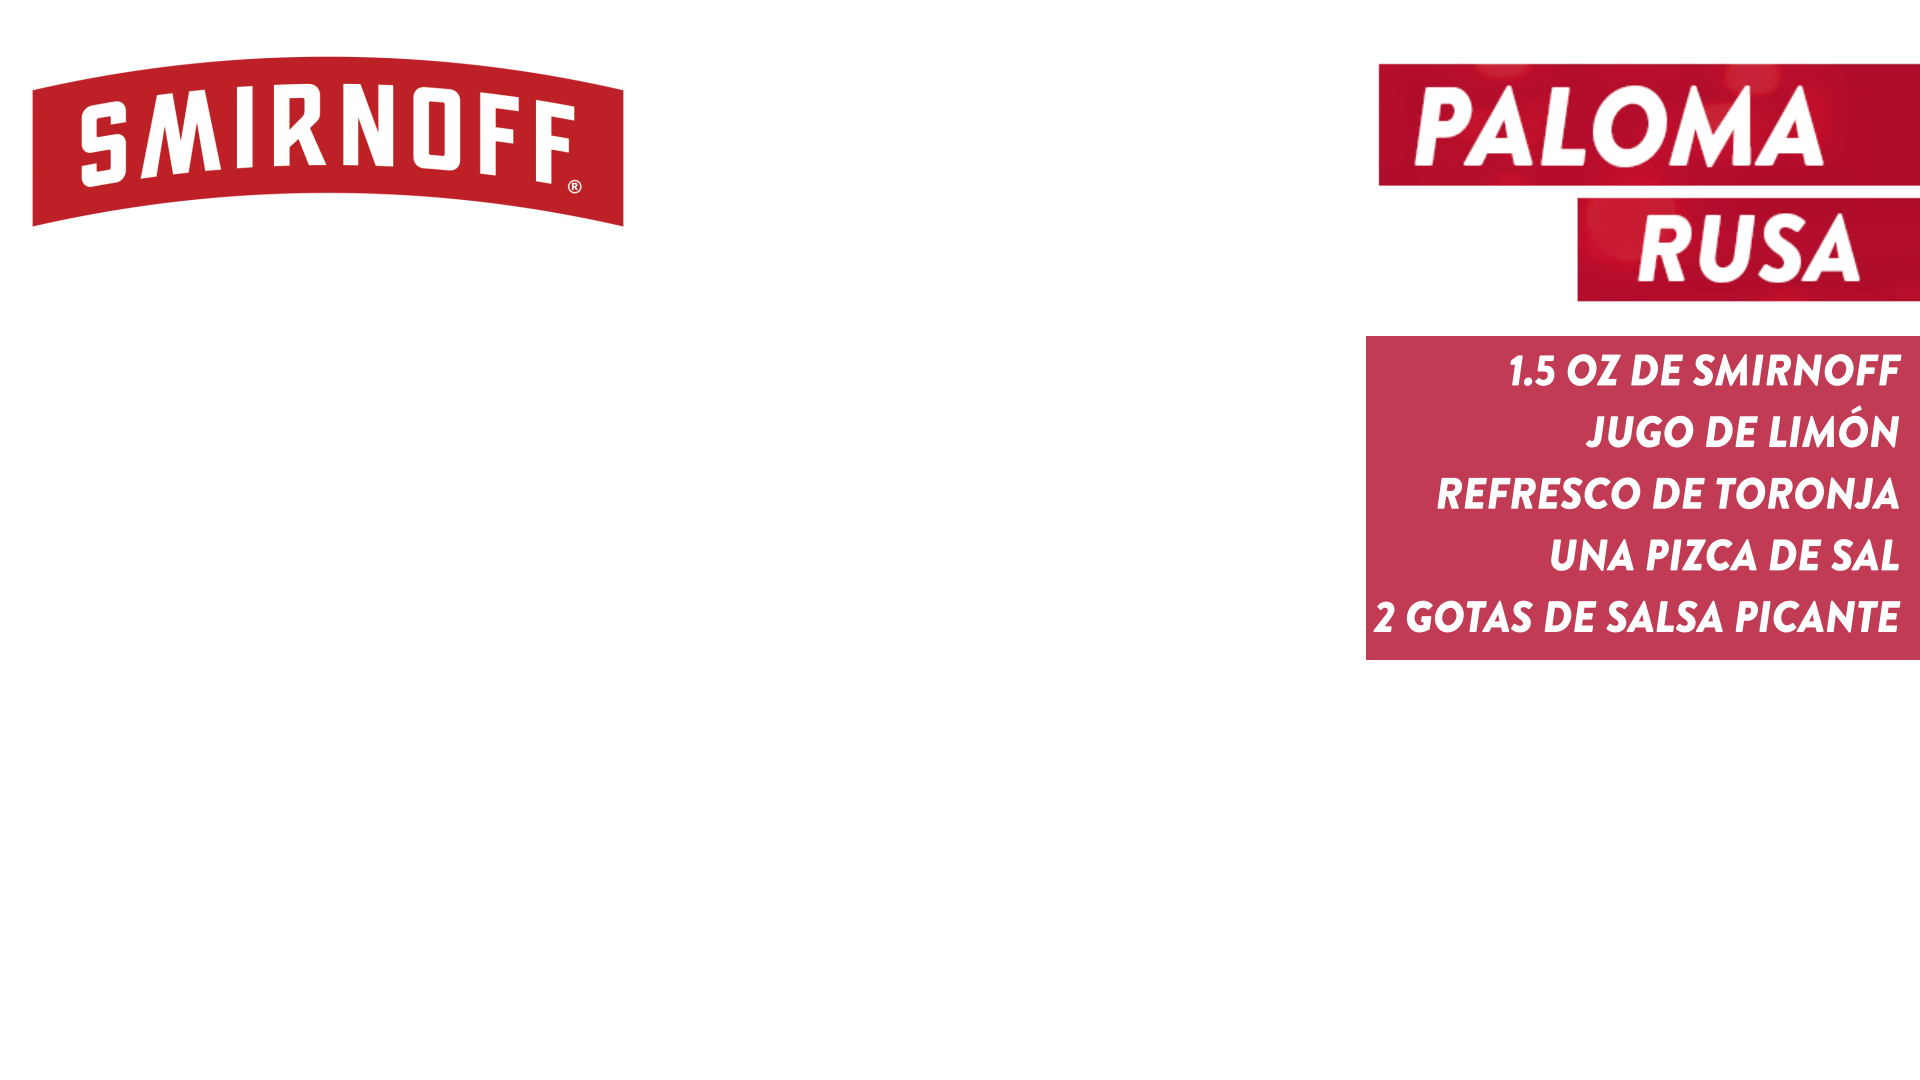 SMIRNOFF®
PALOMA
RUSA
1.5 OZ DE SMIRNOFF
JUGO DE LIMÓN
REFRESCO DE TORONJA
UNA PIZCA DE SAL
2 GOTAS DE SALSA PICANTE